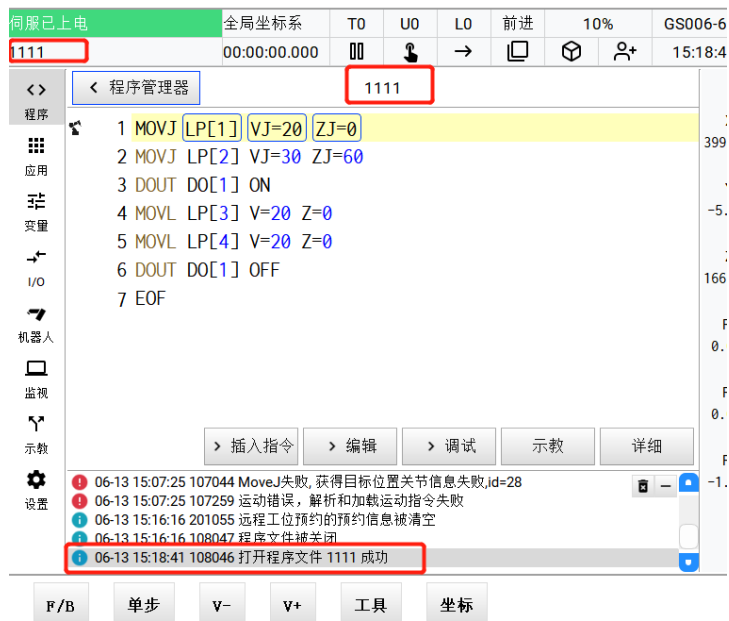 伺服已上电 全局坐标系 T0 U0 L0 前进 10% GS006-6
1111 00:00:00.000 15:18:4
程序 程序管理器 1111
1 MOVJ LP[1] VJ=20 ZJ=0
2 MOVJ LP[2] VJ=30 ZJ=60
3 DOUT DO[1] ON
4 MOVL LP[3] V=20 Z=0
5 MOVL LP[4] V=20 Z=0
6 DOUT DO[1] OFF
7 EOF
应用
变量
I/O
机器人
监视
示教
设置
399
-5.
166
0.
0.
-1.
插入指令 编辑 调试 示教 详细
06-13 15:07:25 107044 MoveJ失败, 获得目标位置关节信息失败,id=28
06-13 15:07:25 107259 运动错误，解析和加载运动指令失败
06-13 15:16:16 201055 远程工位预约的预约信息被清空
06-13 15:16:16 108047 程序文件被关闭
06-13 15:18:41 108046 打开程序文件 1111 成功
F/B 单步 V- V+ 工具 坐标